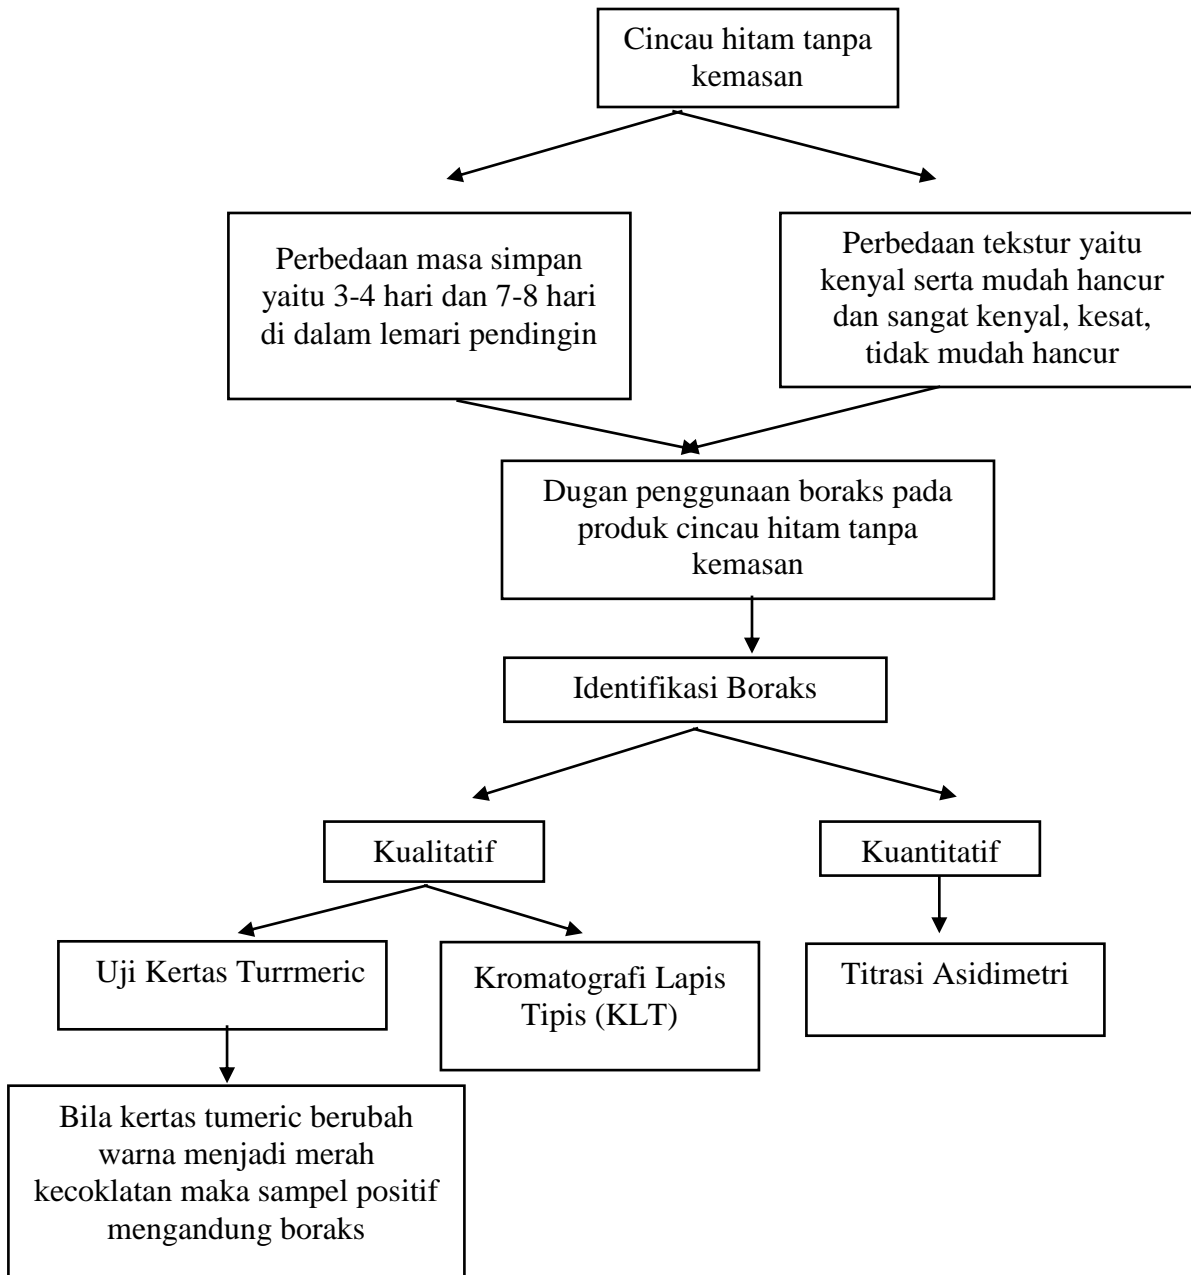 Cincau hitam tanpa
kemasan
Perbedaan masa simpan
yaitu 3-4 hari dan 7-8 hari
di dalam lemari pendingin
Perbedaan tekstur yaitu
kenyal serta mudah hancur
dan sangat kenyal, kesat,
tidak mudah hancur
Dugan penggunaan boraks pada
produk cincau hitam tanpa
kemasan
Identifikasi Boraks
Kualitatif
Kuantitatif
Uji Kertas Turrmeric
Kromatografi Lapis
Tipis (KLT)
Titrasi Asidimetri
Bila kertas tumeric berubah
warna menjadi merah
kecoklatan maka sampel positif
mengandung boraks